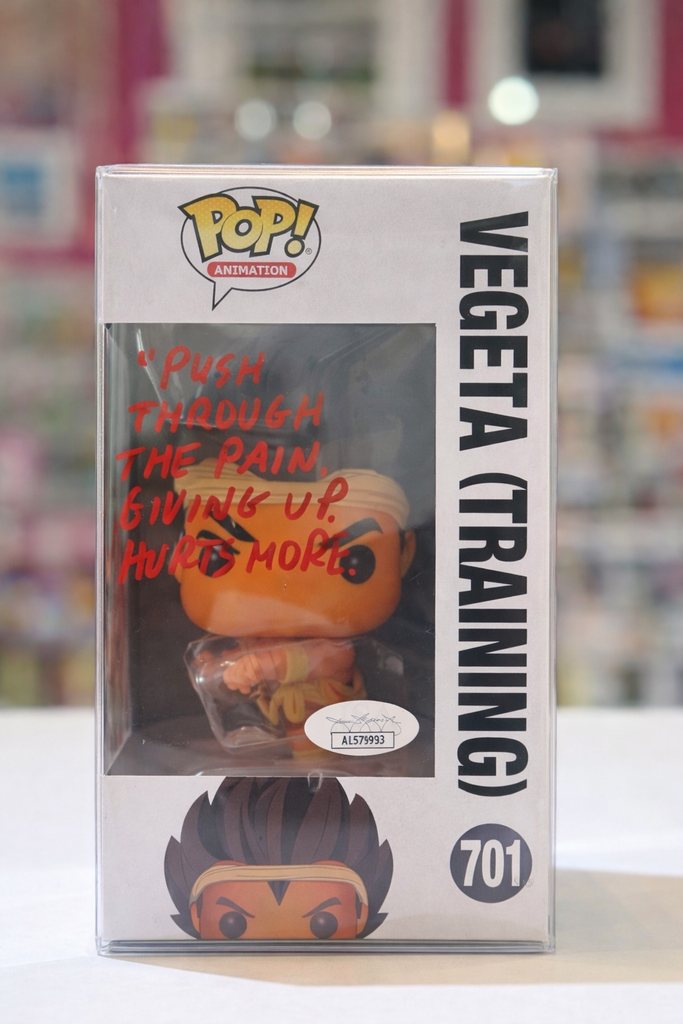 POP!
ANIMATION
"PUSH
THROUGH
THE PAIN.
GIVING UP.
HURTS MORE.
VEGETA (TRAINING)
701
AL579993